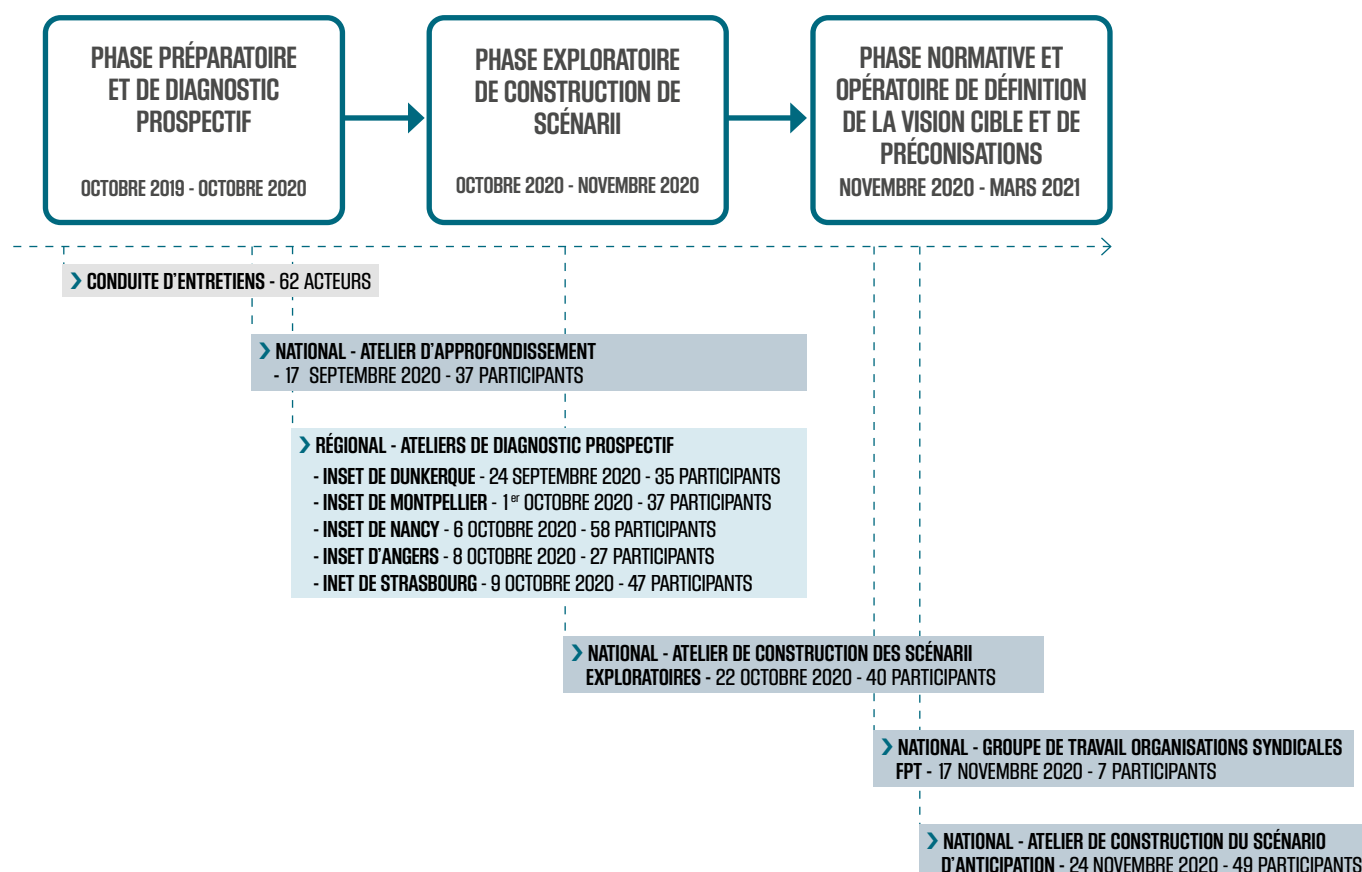 PHASE PRÉPARATOIRE
ET DE DIAGNOSTIC
PROSPECTIF
OCTOBRE 2019 - OCTOBRE 2020
PHASE EXPLORATOIRE
DE CONSTRUCTION DE
SCÉNARII
OCTOBRE 2020 - NOVEMBRE 2020
PHASE NORMATIVE ET
OPÉRATOIRE DE DÉFINITION
DE LA VISION CIBLE ET DE
PRÉCONISATIONS
NOVEMBRE 2020 - MARS 2021
CONDUITE D'ENTRETIENS - 62 ACTEURS
NATIONAL - ATELIER D'APPROFONDISSEMENT
- 17 SEPTEMBRE 2020 - 37 PARTICIPANTS
RÉGIONAL - ATELIERS DE DIAGNOSTIC PROSPECTIF
- INSET DE DUNKERQUE - 24 SEPTEMBRE 2020 - 35 PARTICIPANTS
- INSET DE MONTPELLIER - 1er OCTOBRE 2020 - 37 PARTICIPANTS
- INSET DE NANCY - 6 OCTOBRE 2020 - 58 PARTICIPANTS
- INSET D'ANGERS - 8 OCTOBRE 2020 - 27 PARTICIPANTS
- INET DE STRASBOURG - 9 OCTOBRE 2020 - 47 PARTICIPANTS
NATIONAL - ATELIER DE CONSTRUCTION DES SCÉNARII
EXPLORATOIRES - 22 OCTOBRE 2020 - 40 PARTICIPANTS
NATIONAL - GROUPE DE TRAVAIL ORGANISATIONS SYNDICALES
FPT - 17 NOVEMBRE 2020 - 7 PARTICIPANTS
NATIONAL - ATELIER DE CONSTRUCTION DU SCÉNARIO
D'ANTICIPATION - 24 NOVEMBRE 2020 - 49 PARTICIPANTS